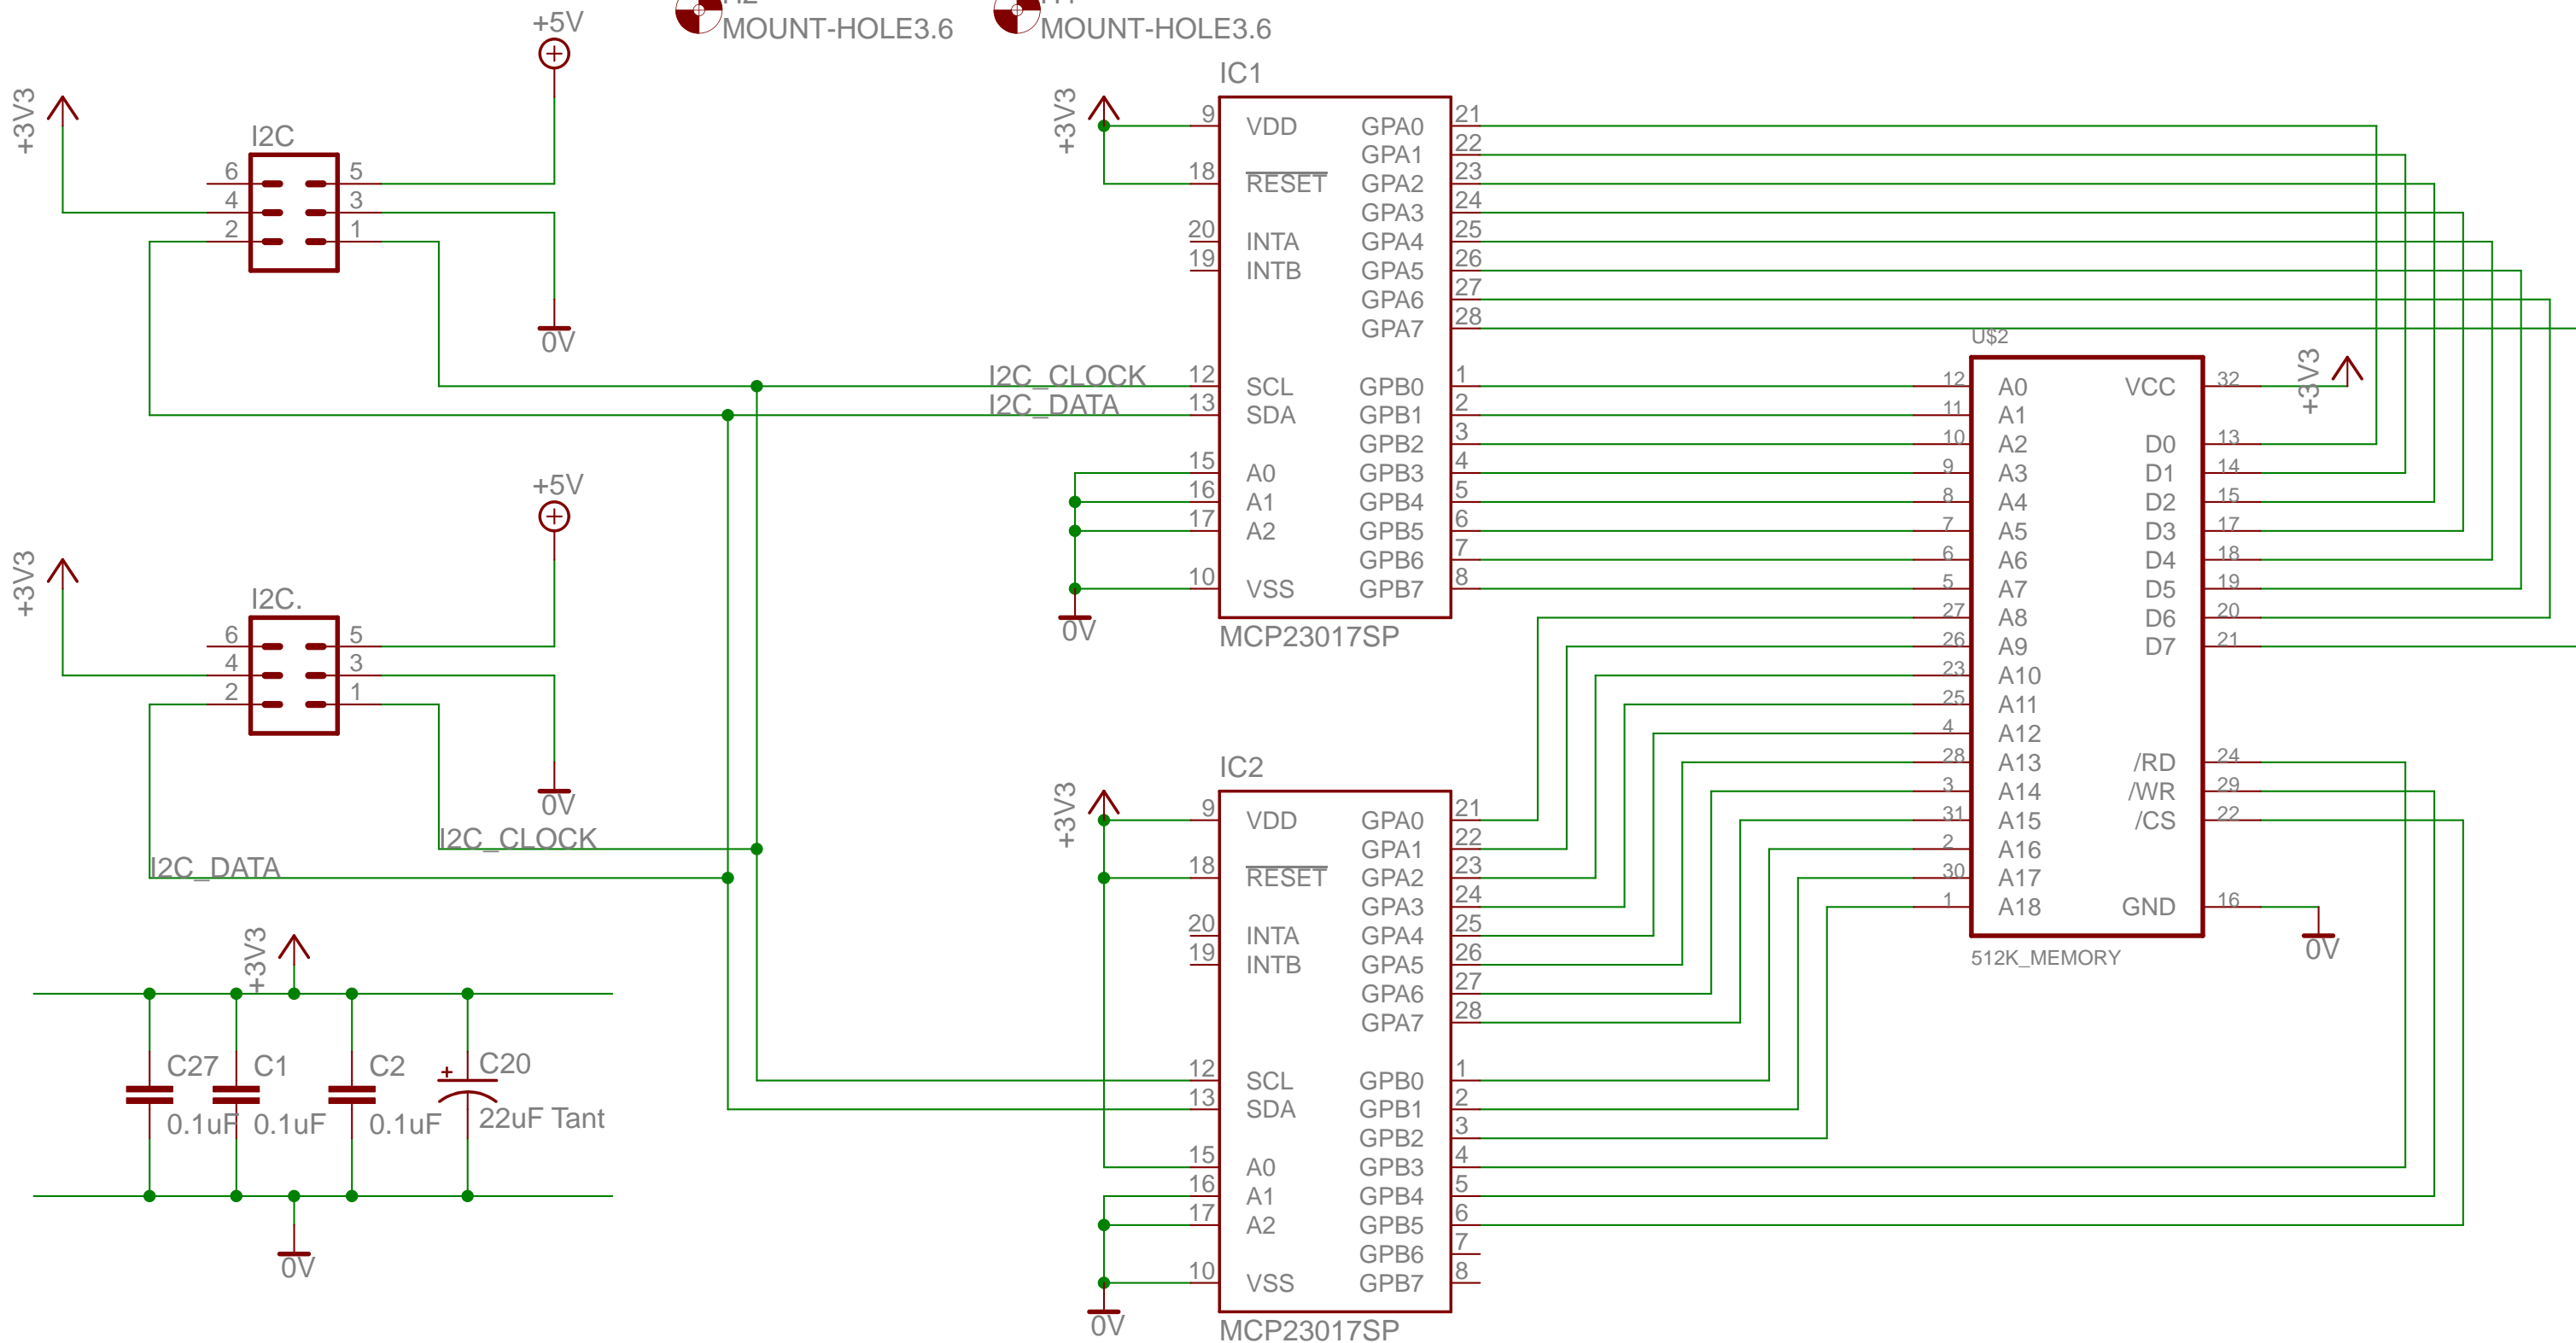 MOUNT-HOLE3.6
MOUNT-HOLE3.6
+5V
+3V3
I2C
6 5
4 3
2 1
0V
I2C_CLOCK
I2C_DATA
+5V
+3V3
I2C.
6 5
4 3
2 1
0V
I2C_CLOCK
I2C_DATA
+3V3
C27
0.1uF
C1
0.1uF
C2
0.1uF
+
C20
22uF Tant
0V
IC1
+3V3
9 VDD GPA0 21
GPA1 22
18 RESET GPA2 23
GPA3 24
20 INTA GPA4 25
19 INTB GPA5 26
GPA6 27
GPA7 28
12 SCL GPB0 1
13 SDA GPB1 2
GPB2 3
15 A0 GPB3 4
16 A1 GPB4 5
17 A2 GPB5 6
GPB6 7
10 VSS GPB7 8
0V
MCP23017SP
IC2
+3V3
9 VDD GPA0 21
GPA1 22
18 RESET GPA2 23
GPA3 24
20 INTA GPA4 25
19 INTB GPA5 26
GPA6 27
GPA7 28
12 SCL GPB0 1
13 SDA GPB1 2
GPB2 3
15 A0 GPB3 4
16 A1 GPB4 5
17 A2 GPB5 6
GPB6 7
10 VSS GPB7 8
0V
MCP23017SP
U$2
+3V3
12 A0 VCC 32
11 A1
10 A2 D0 13
9 A3 D1 14
8 A4 D2 15
7 A5 D3 17
6 A6 D4 18
5 A7 D5 19
27 A8 D6 20
26 A9 D7 21
23 A10
25 A11
4 A12
28 A13 /RD 24
3 A14 /WR 29
31 A15 /CS 22
2 A16
30 A17
1 A18 GND 16
0V
512K_MEMORY